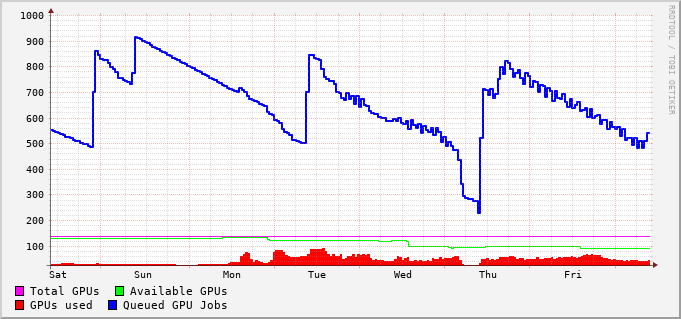 1000
900
800
700
600
500
400
300
200
100
Sat Sun Mon Tue Wed Thu Fri
Total GPUs Available GPUs
GPUs used Queued GPU Jobs
RRDTOOL / TOBI OETIKER